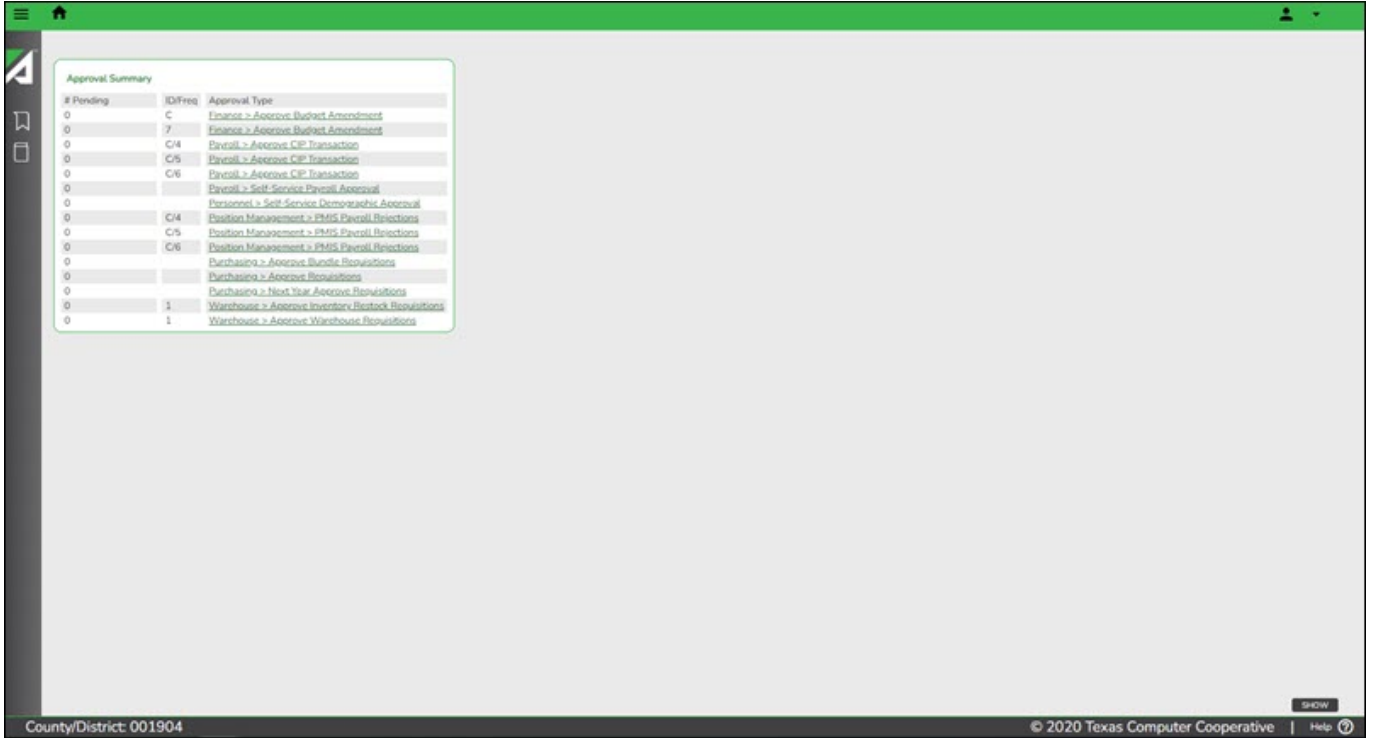 Approval Summary
# Pending ID/Freq Approval Type
0 C Finance > Approve Budget Amendment
0 7 Finance > Approve Budget Amendment
0 C/4 Payroll > Approve CIP Transaction
0 C/5 Payroll > Approve CIP Transaction
0 C/6 Payroll > Approve CIP Transaction
0 Payroll > Self-Service Payroll Approval
0 Personnel > Self-Service Demographic Approval
0 C/4 Position Management > PMIS Payroll Rejections
0 C/5 Position Management > PMIS Payroll Rejections
0 C/6 Position Management > PMIS Payroll Rejections
0 Purchasing > Approve Bundle Requisitions
0 Purchasing > Approve Requisitions
0 Purchasing > Next Year Approve Requisitions
0 1 Warehouse > Approve Inventory Restock Requisitions
0 1 Warehouse > Approve Warehouse Requisitions
SHOW
County/District: 001904 © 2020 Texas Computer Cooperative | Help ?